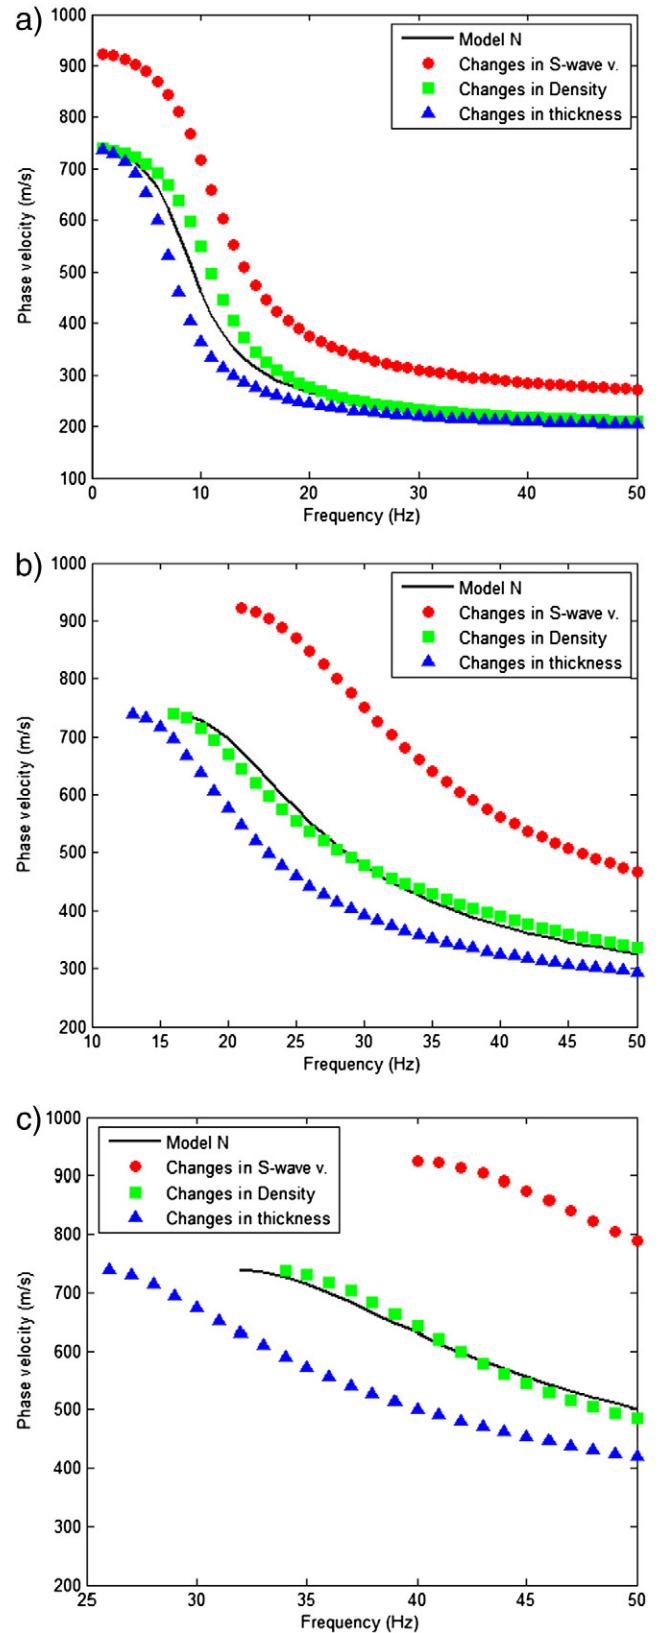 a)
1000
900
800
700
600
500
400
300
200
100
Phase velocity (m/s)
Model N
Changes in S-wave v.
Changes in Density
Changes in thickness
0 10 20 30 40 50
Frequency (Hz)
b)
1000
900
800
700
600
500
400
300
200
Phase velocity (m/s)
Model N
Changes in S-wave v.
Changes in Density
Changes in thickness
10 15 20 25 30 35 40 45 50
Frequency (Hz)
c)
1000
900
800
700
600
500
400
300
200
Phase velocity (m/s)
Model N
Changes in S-wave v.
Changes in Density
Changes in thickness
25 30 35 40 45 50
Frequency (Hz)